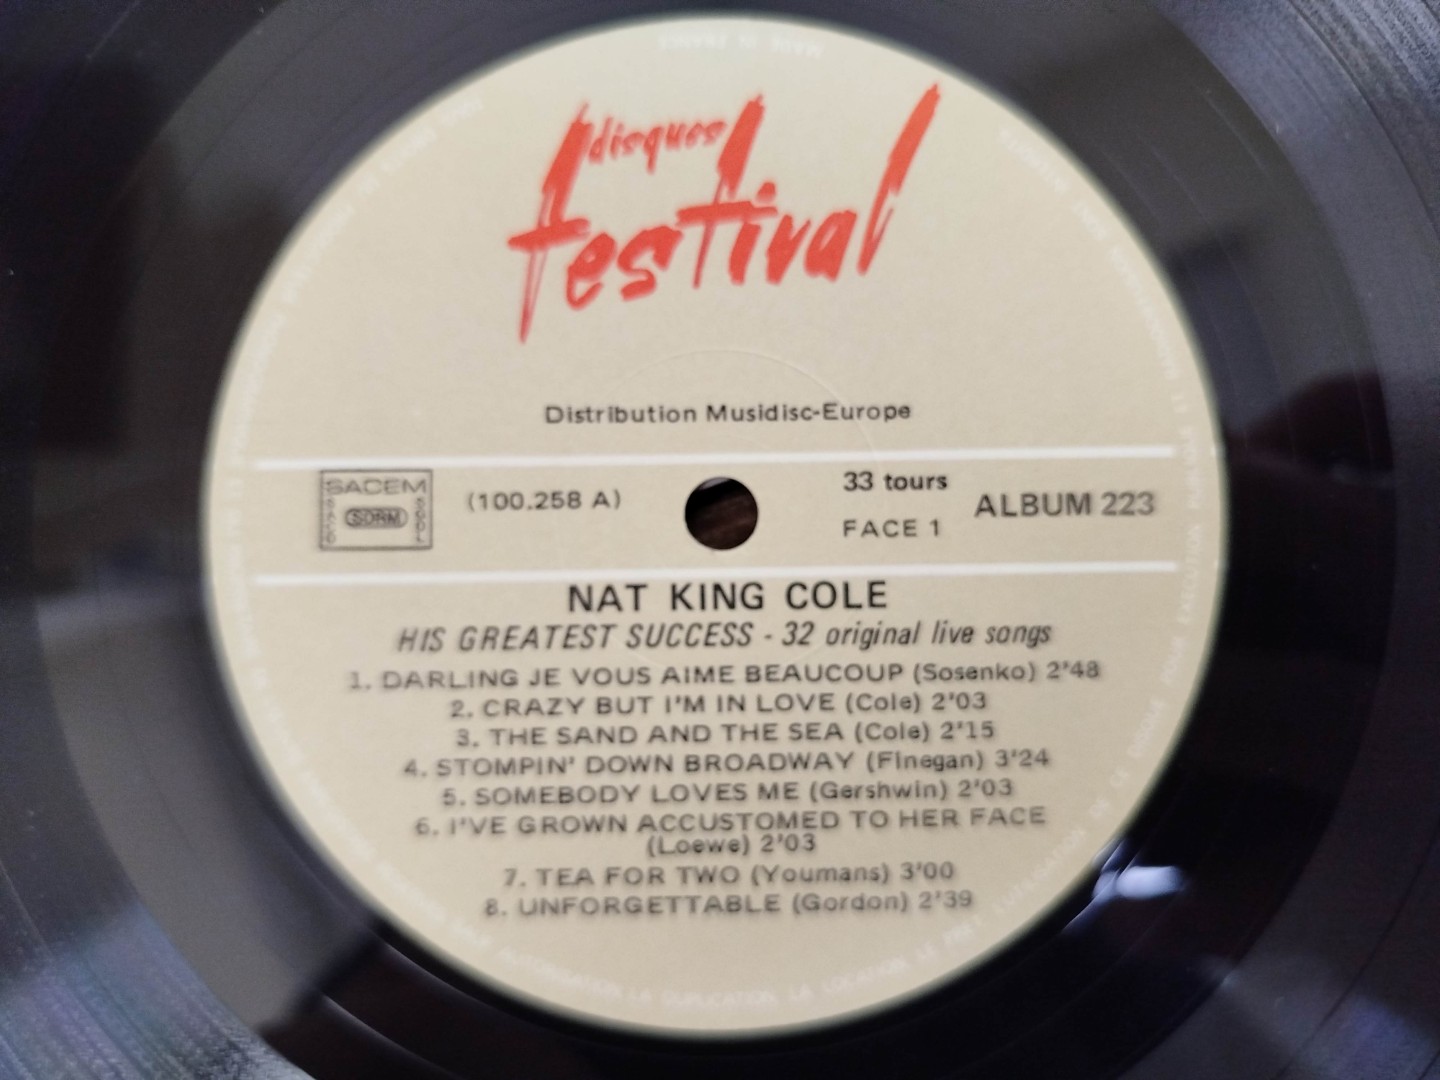 disques
festival
Distribution Musidisc-Europe
SACEM
SDRM
(100.258 A)
33 tours
FACE 1
ALBUM 223
NAT KING COLE
HIS GREATEST SUCCESS - 32 original live songs
1. DARLING JE VOUS AIME BEAUCOUP (Sosenko) 2'48
2. CRAZY BUT I'M IN LOVE (Cole) 2'03
3. THE SAND AND THE SEA (Cole) 2'15
4. STOMPIN' DOWN BROADWAY (Finegan) 3'24
5. SOMEBODY LOVES ME (Gershwin) 2'03
6. I'VE GROWN ACCUSTOMED TO HER FACE
(Loewe) 2'03
7. TEA FOR TWO (Youmans) 3'00
8. UNFORGETTABLE (Gordon) 2'39